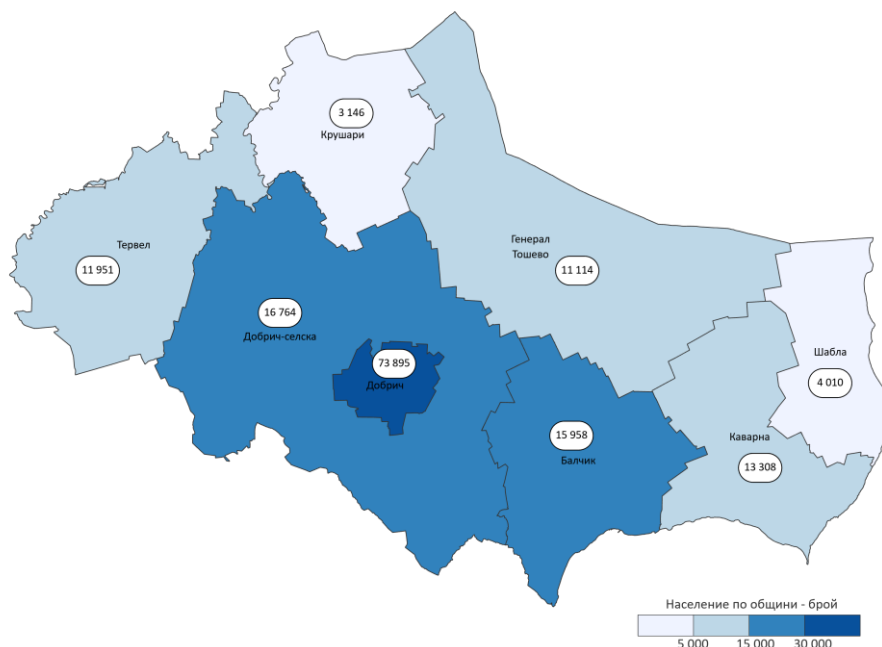 3 146
Крушари
Тервел
11 951
Генерал
Тошево
11 114
16 764
Добрич-селска
73 895
Добрич
Шабла
4 010
15 958
Балчик
Каварна
13 308
Население по общини - брой
5 000 15 000 30 000